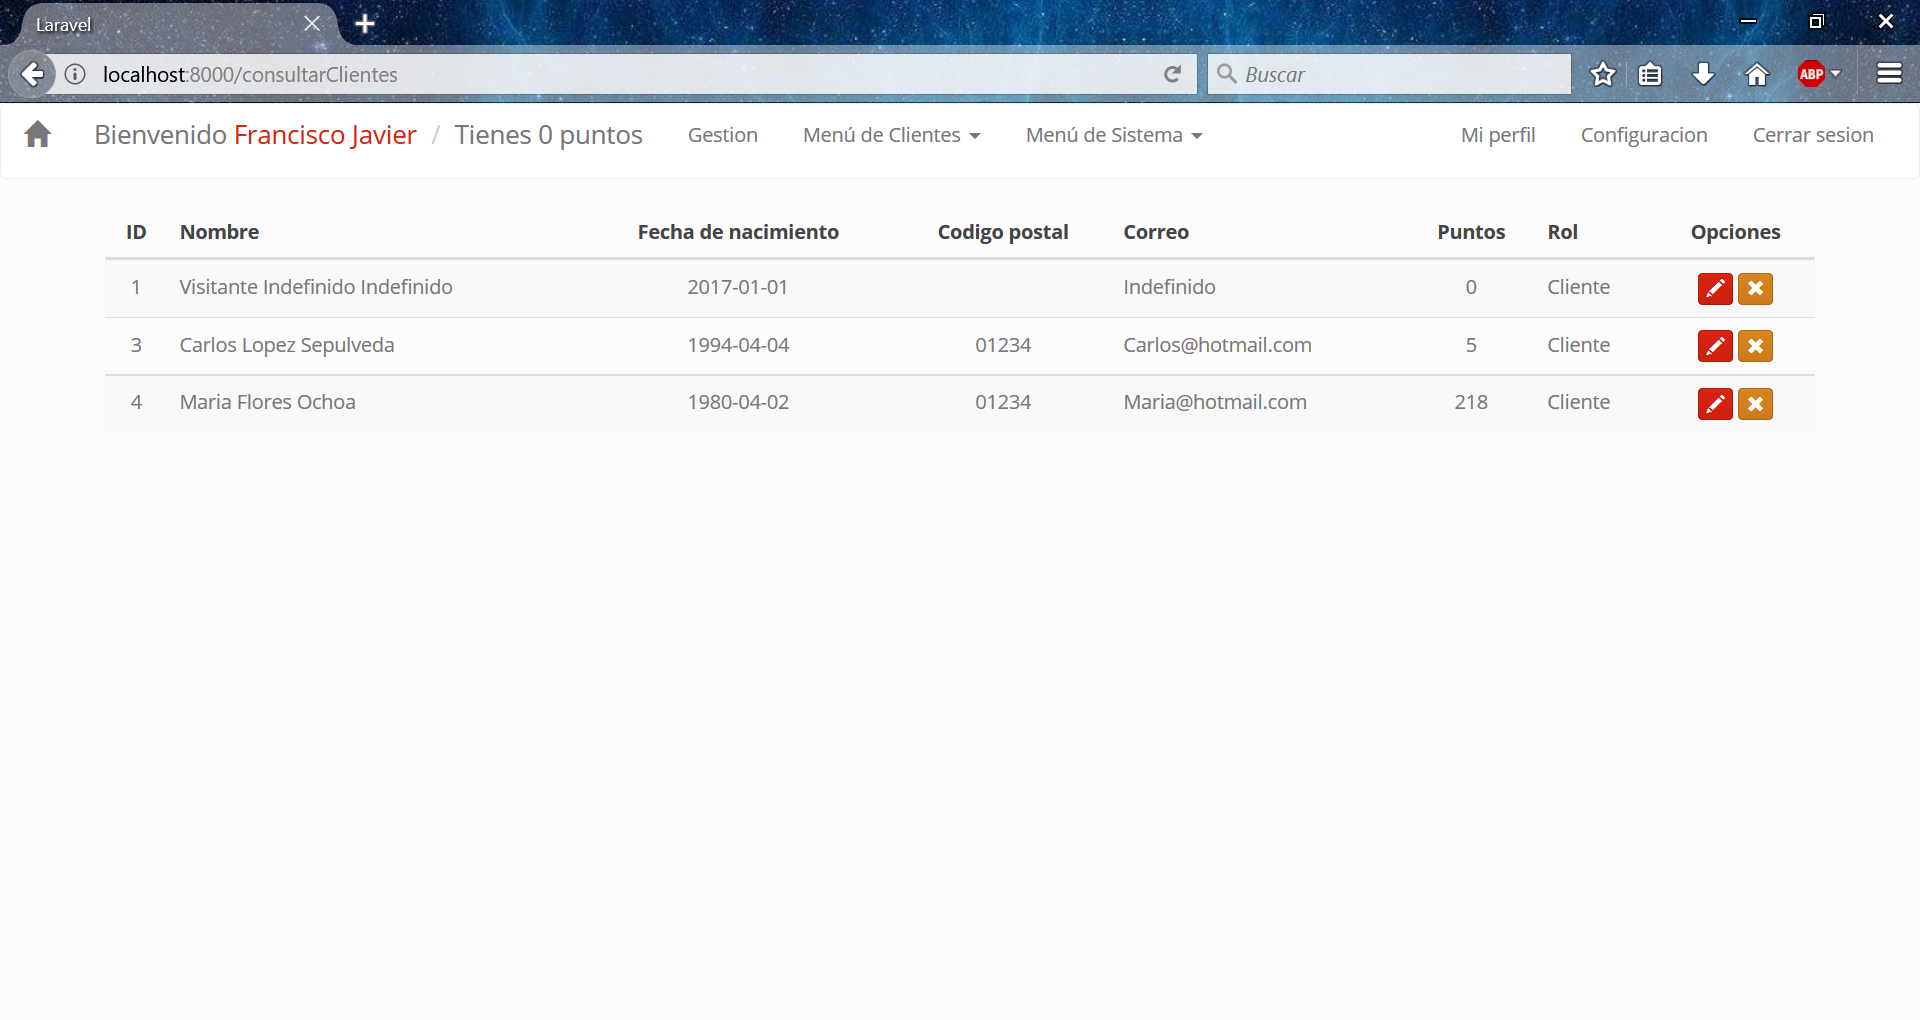 Laravel
localhost:8000/consultarClientes
Buscar
ABP
Bienvenido Francisco Javier / Tienes 0 puntos Gestion Menú de Clientes Menú de Sistema Mi perfil Configuracion Cerrar sesion
ID Nombre Fecha de nacimiento Codigo postal Correo Puntos Rol Opciones
1 Visitante Indefinido Indefinido 2017-01-01 Indefinido 0 Cliente
3 Carlos Lopez Sepulveda 1994-04-04 01234 Carlos@hotmail.com 5 Cliente
4 Maria Flores Ochoa 1980-04-02 01234 Maria@hotmail.com 218 Cliente